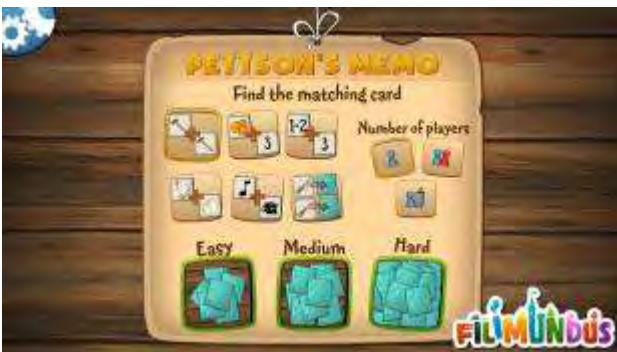 PETTSON'S MEMO
Find the matching card
1-2
3
3
Number of players
Easy
Medium
Hard
FILIMUNDUS